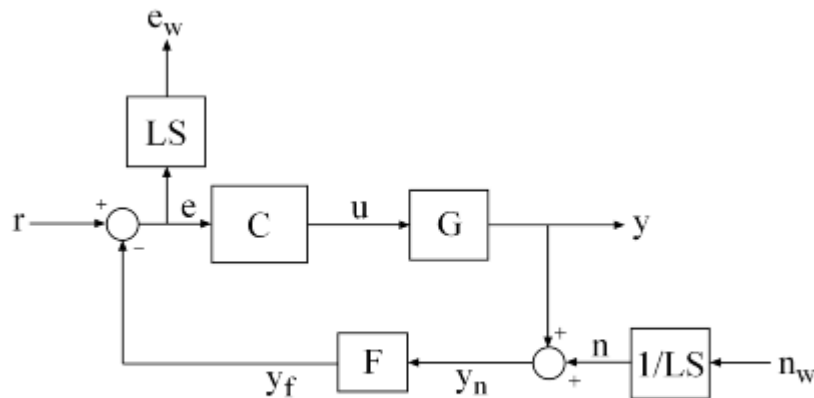 e_w
LS
+
r
e
C
u
G
y
−
+
n
1/LS
n_w
+
F
y_f
y_n